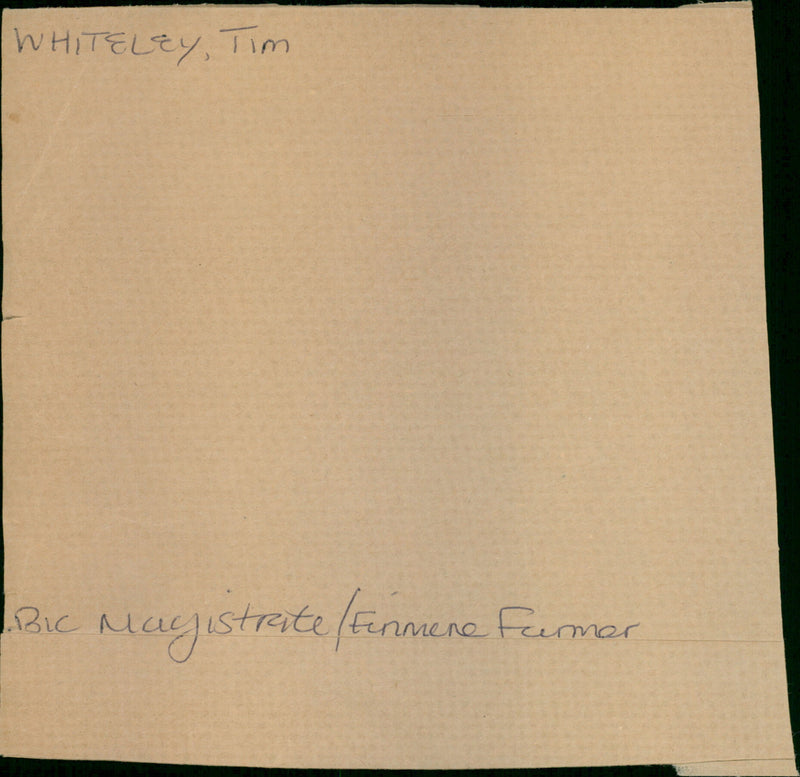 WHITELEY, Tim
Bic Magistrate/Finmere Farmer